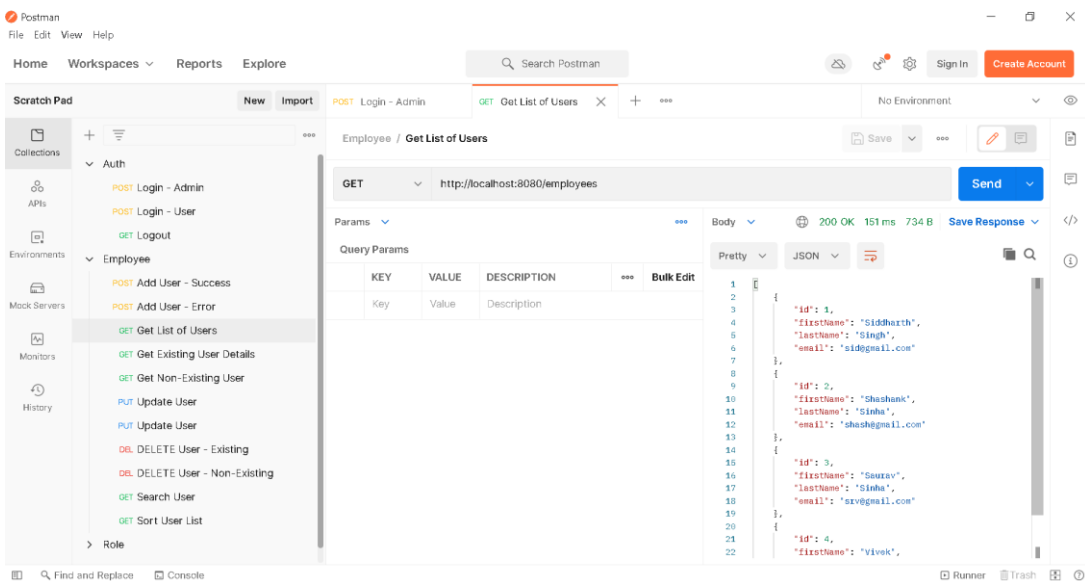 Postman
File Edit View Help
Home Workspaces Reports Explore
Search Postman
Sign In
Create Account
Scratch Pad
New Import
POST Login - Admin
GET Get List of Users
No Environment
Collections
APIs
Environments
Mock Servers
Monitors
History
Auth
POST Login - Admin
POST Login - User
GET Logout
Employee
POST Add User - Success
POST Add User - Error
GET Get List of Users
GET Get Existing User Details
GET Get Non-Existing User
PUT Update User
PUT Update User
DEL DELETE User - Existing
DEL DELETE User - Non-Existing
GET Search User
GET Sort User List
Role
Employee / Get List of Users
Save
GET http://localhost:8080/employees
Send
Params
Query Params
KEY VALUE DESCRIPTION Bulk Edit
Key Value Description
Body 200 OK 151 ms 734 B Save Response
Pretty JSON
1 [
2 {
3 "id": 1,
4 "firstName": "Siddharth",
5 "lastName": "Singh",
6 "email": "sid@gmail.com"
7 },
8 {
9 "id": 2,
10 "firstName": "Shashank",
11 "lastName": "Sinha",
12 "email": "shash@gmail.com"
13 },
14 {
15 "id": 3,
16 "firstName": "Saurav",
17 "lastName": "Sinha",
18 "email": "srv@gmail.com"
19 },
20 {
21 "id": 4,
22 "firstName": "Vivek",
Find and Replace Console
Runner Trash